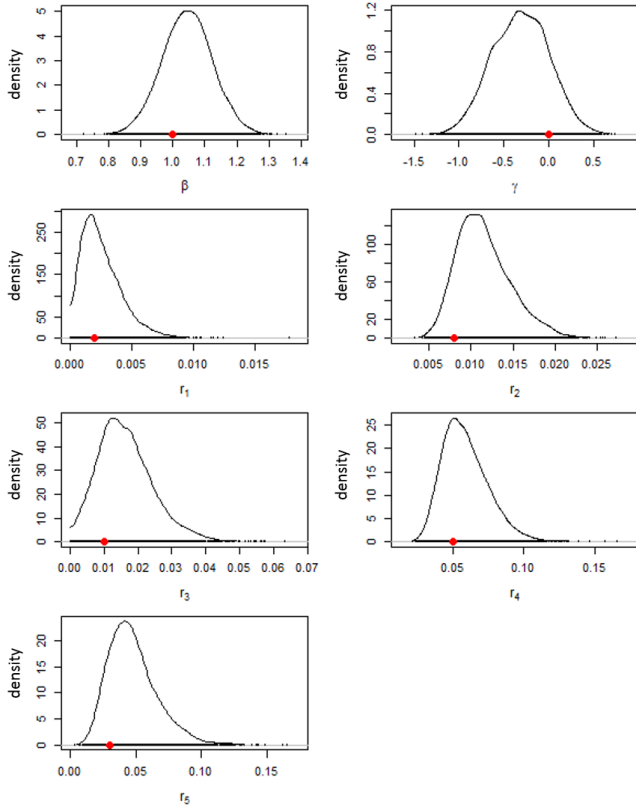 density
5
4
3
2
1
0
0.7 0.8 0.9 1.0 1.1 1.2 1.3 1.4
β
density
1.2
0.8
0.4
0.0
-1.5 -1.0 -0.5 0.0 0.5
γ
density
250
150
50
0
0.000 0.005 0.010 0.015
r1
density
100
60
20
0
0.005 0.010 0.015 0.020 0.025
r2
density
50
40
30
20
10
0
0.00 0.01 0.02 0.03 0.04 0.05 0.06 0.07
r3
density
25
20
15
10
5
0
0.05 0.10 0.15
r4
density
20
15
10
5
0
0.00 0.05 0.10 0.15
r5